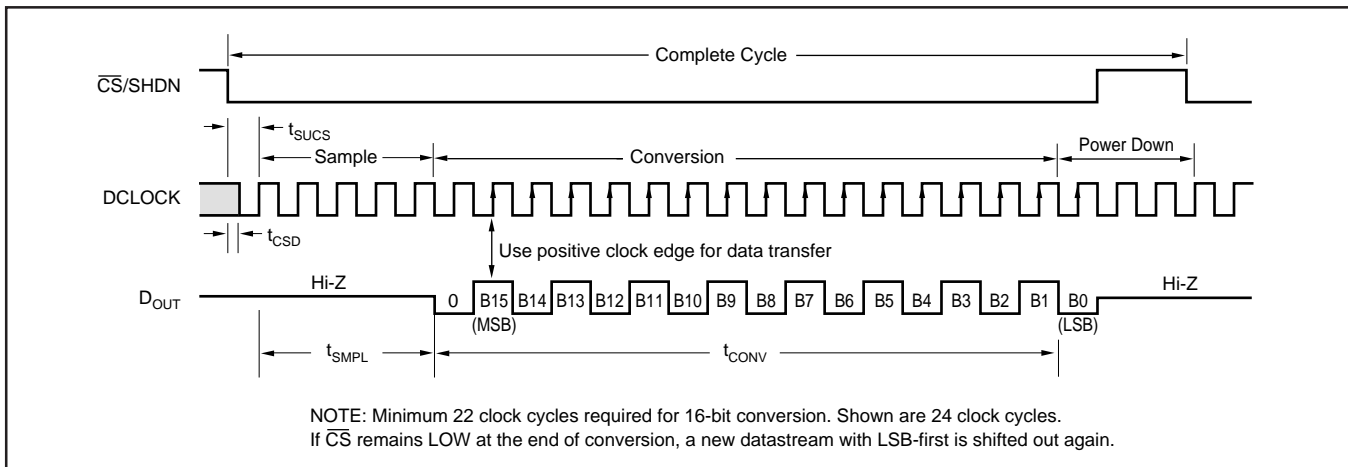 Complete Cycle
CS/SHDN
tSUCS
Sample
Conversion
Power Down
DCLOCK
tCSD
Use positive clock edge for data transfer
Hi-Z
Hi-Z
DOUT
0 B15 B14 B13 B12 B11 B10 B9 B8 B7 B6 B5 B4 B3 B2 B1 B0
(MSB)
(LSB)
tSMPL
tCONV
NOTE: Minimum 22 clock cycles required for 16-bit conversion. Shown are 24 clock cycles.
If CS remains LOW at the end of conversion, a new datastream with LSB-first is shifted out again.